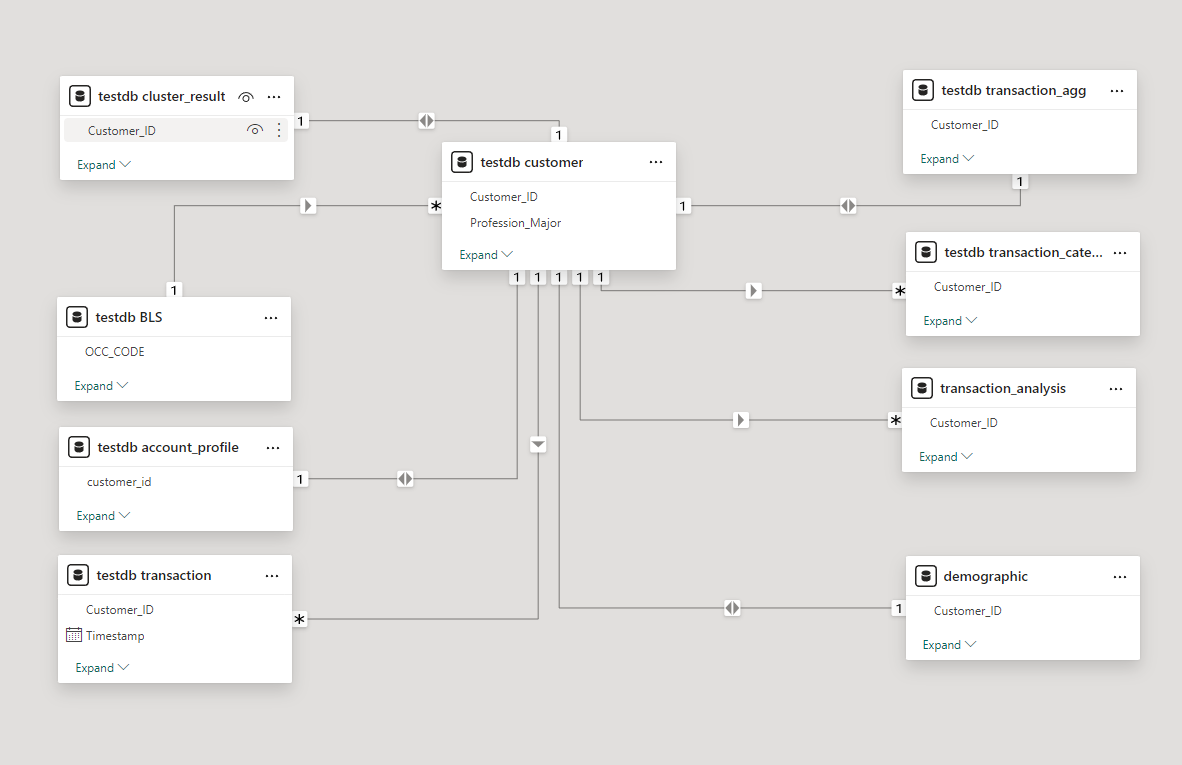 testdb cluster_result
Customer_ID
Expand
1
1
testdb customer
Customer_ID
Profession_Major
Expand
*
1
1
1
1
1
1
testdb transaction_agg
Customer_ID
Expand
1
testdb transaction_cate...
Customer_ID
Expand
*
1
testdb BLS
OCC_CODE
Expand
transaction_analysis
Customer_ID
Expand
*
testdb account_profile
customer_id
Expand
1
testdb transaction
Customer_ID
Timestamp
Expand
*
demographic
Customer_ID
Expand
1